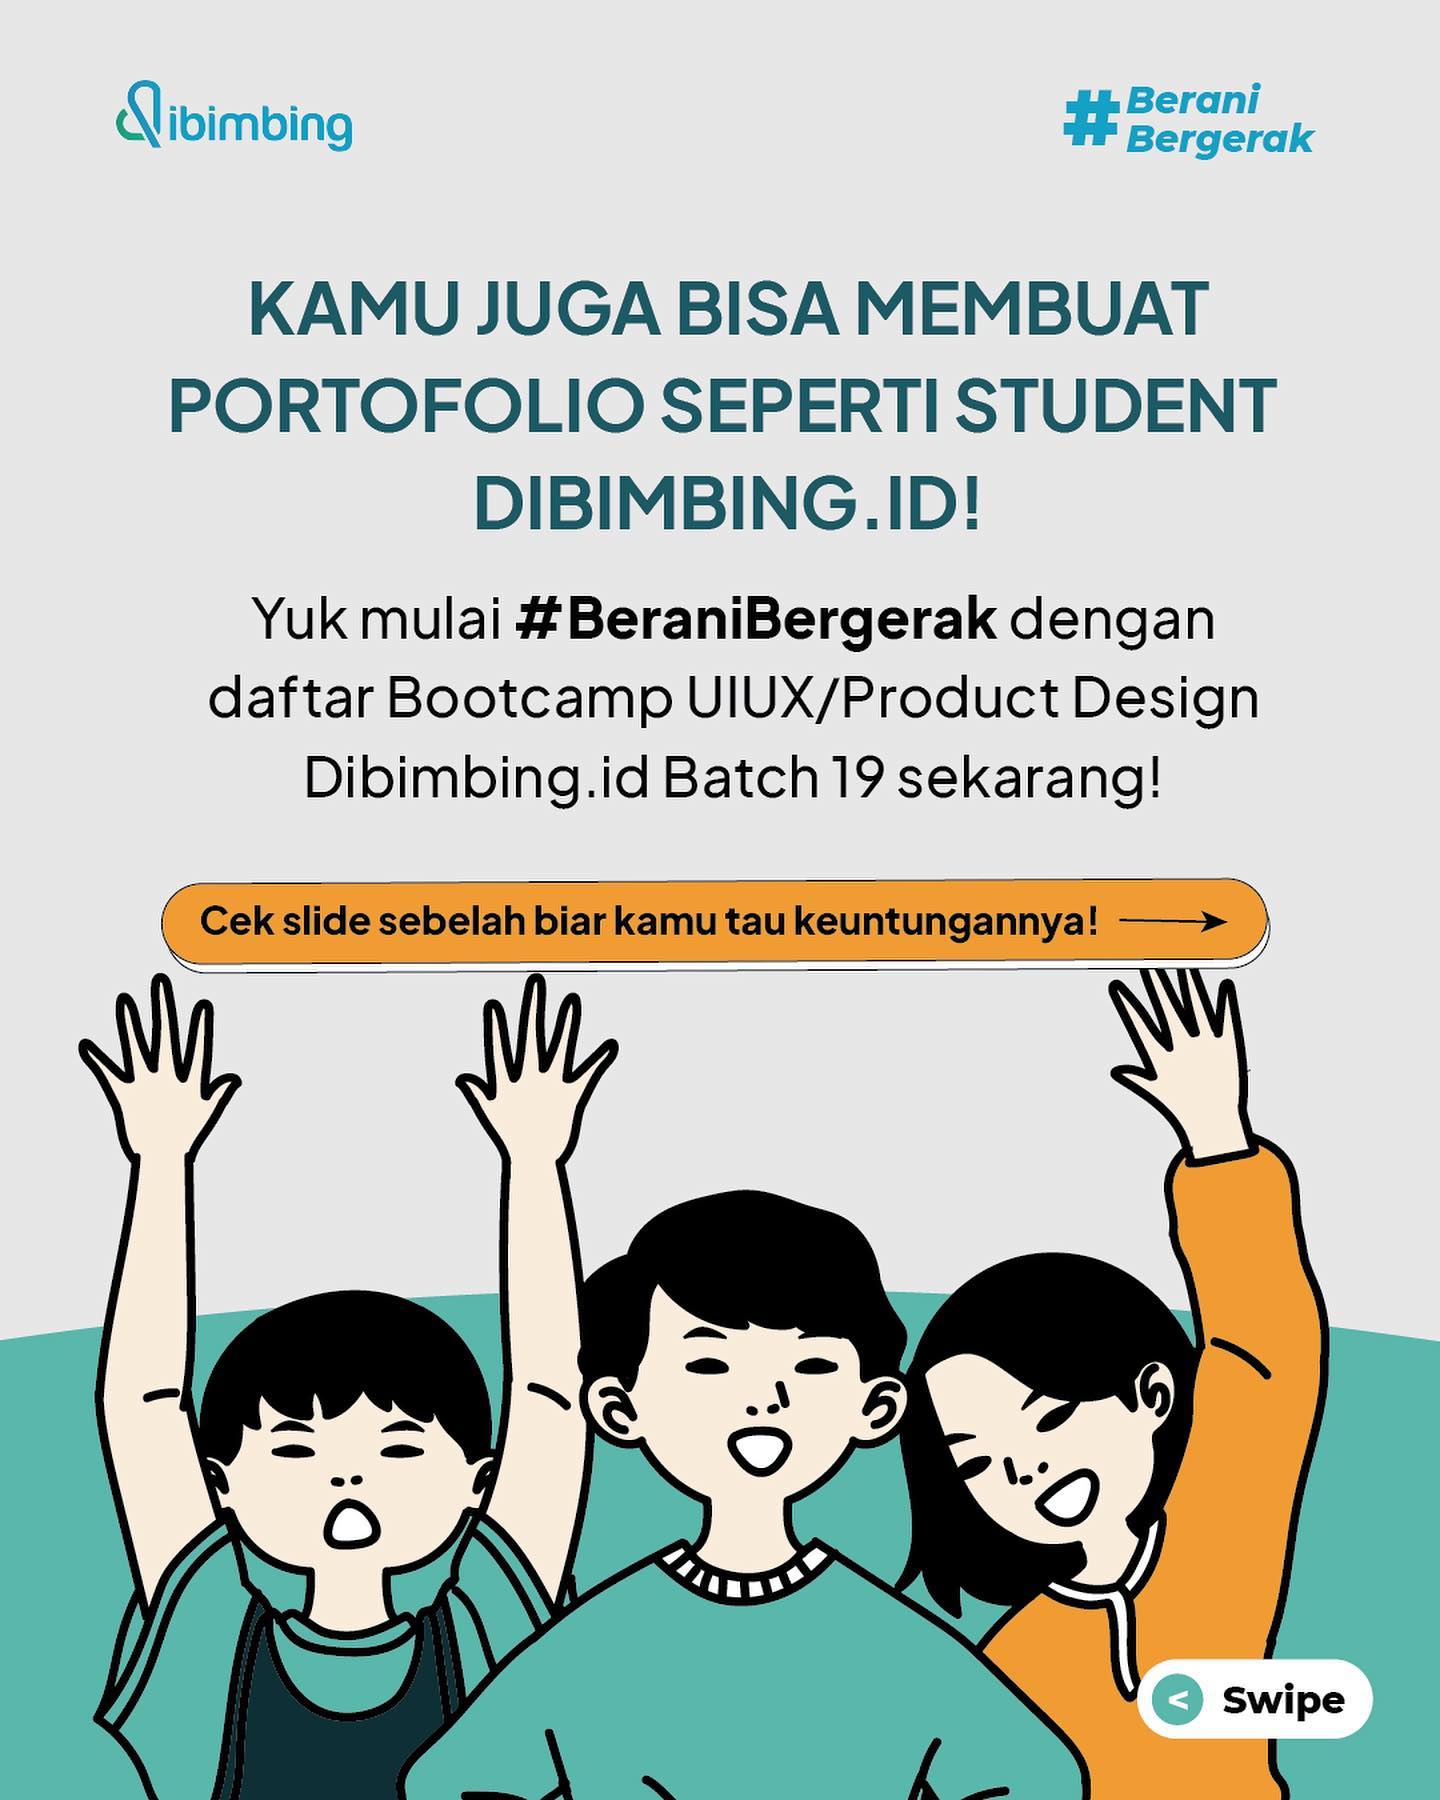 Dibimbing
#Berani
Bergerak
KAMU JUGA BISA MEMBUAT
PORTOFOLIO SEPERTI STUDENT
DIBIMBING.ID!
Yuk mulai #BeraniBergerak dengan
daftar Bootcamp UIUX/Product Design
Dibimbing.id Batch 19 sekarang!
Cek slide sebelah biar kamu tau keuntungannya!
< Swipe